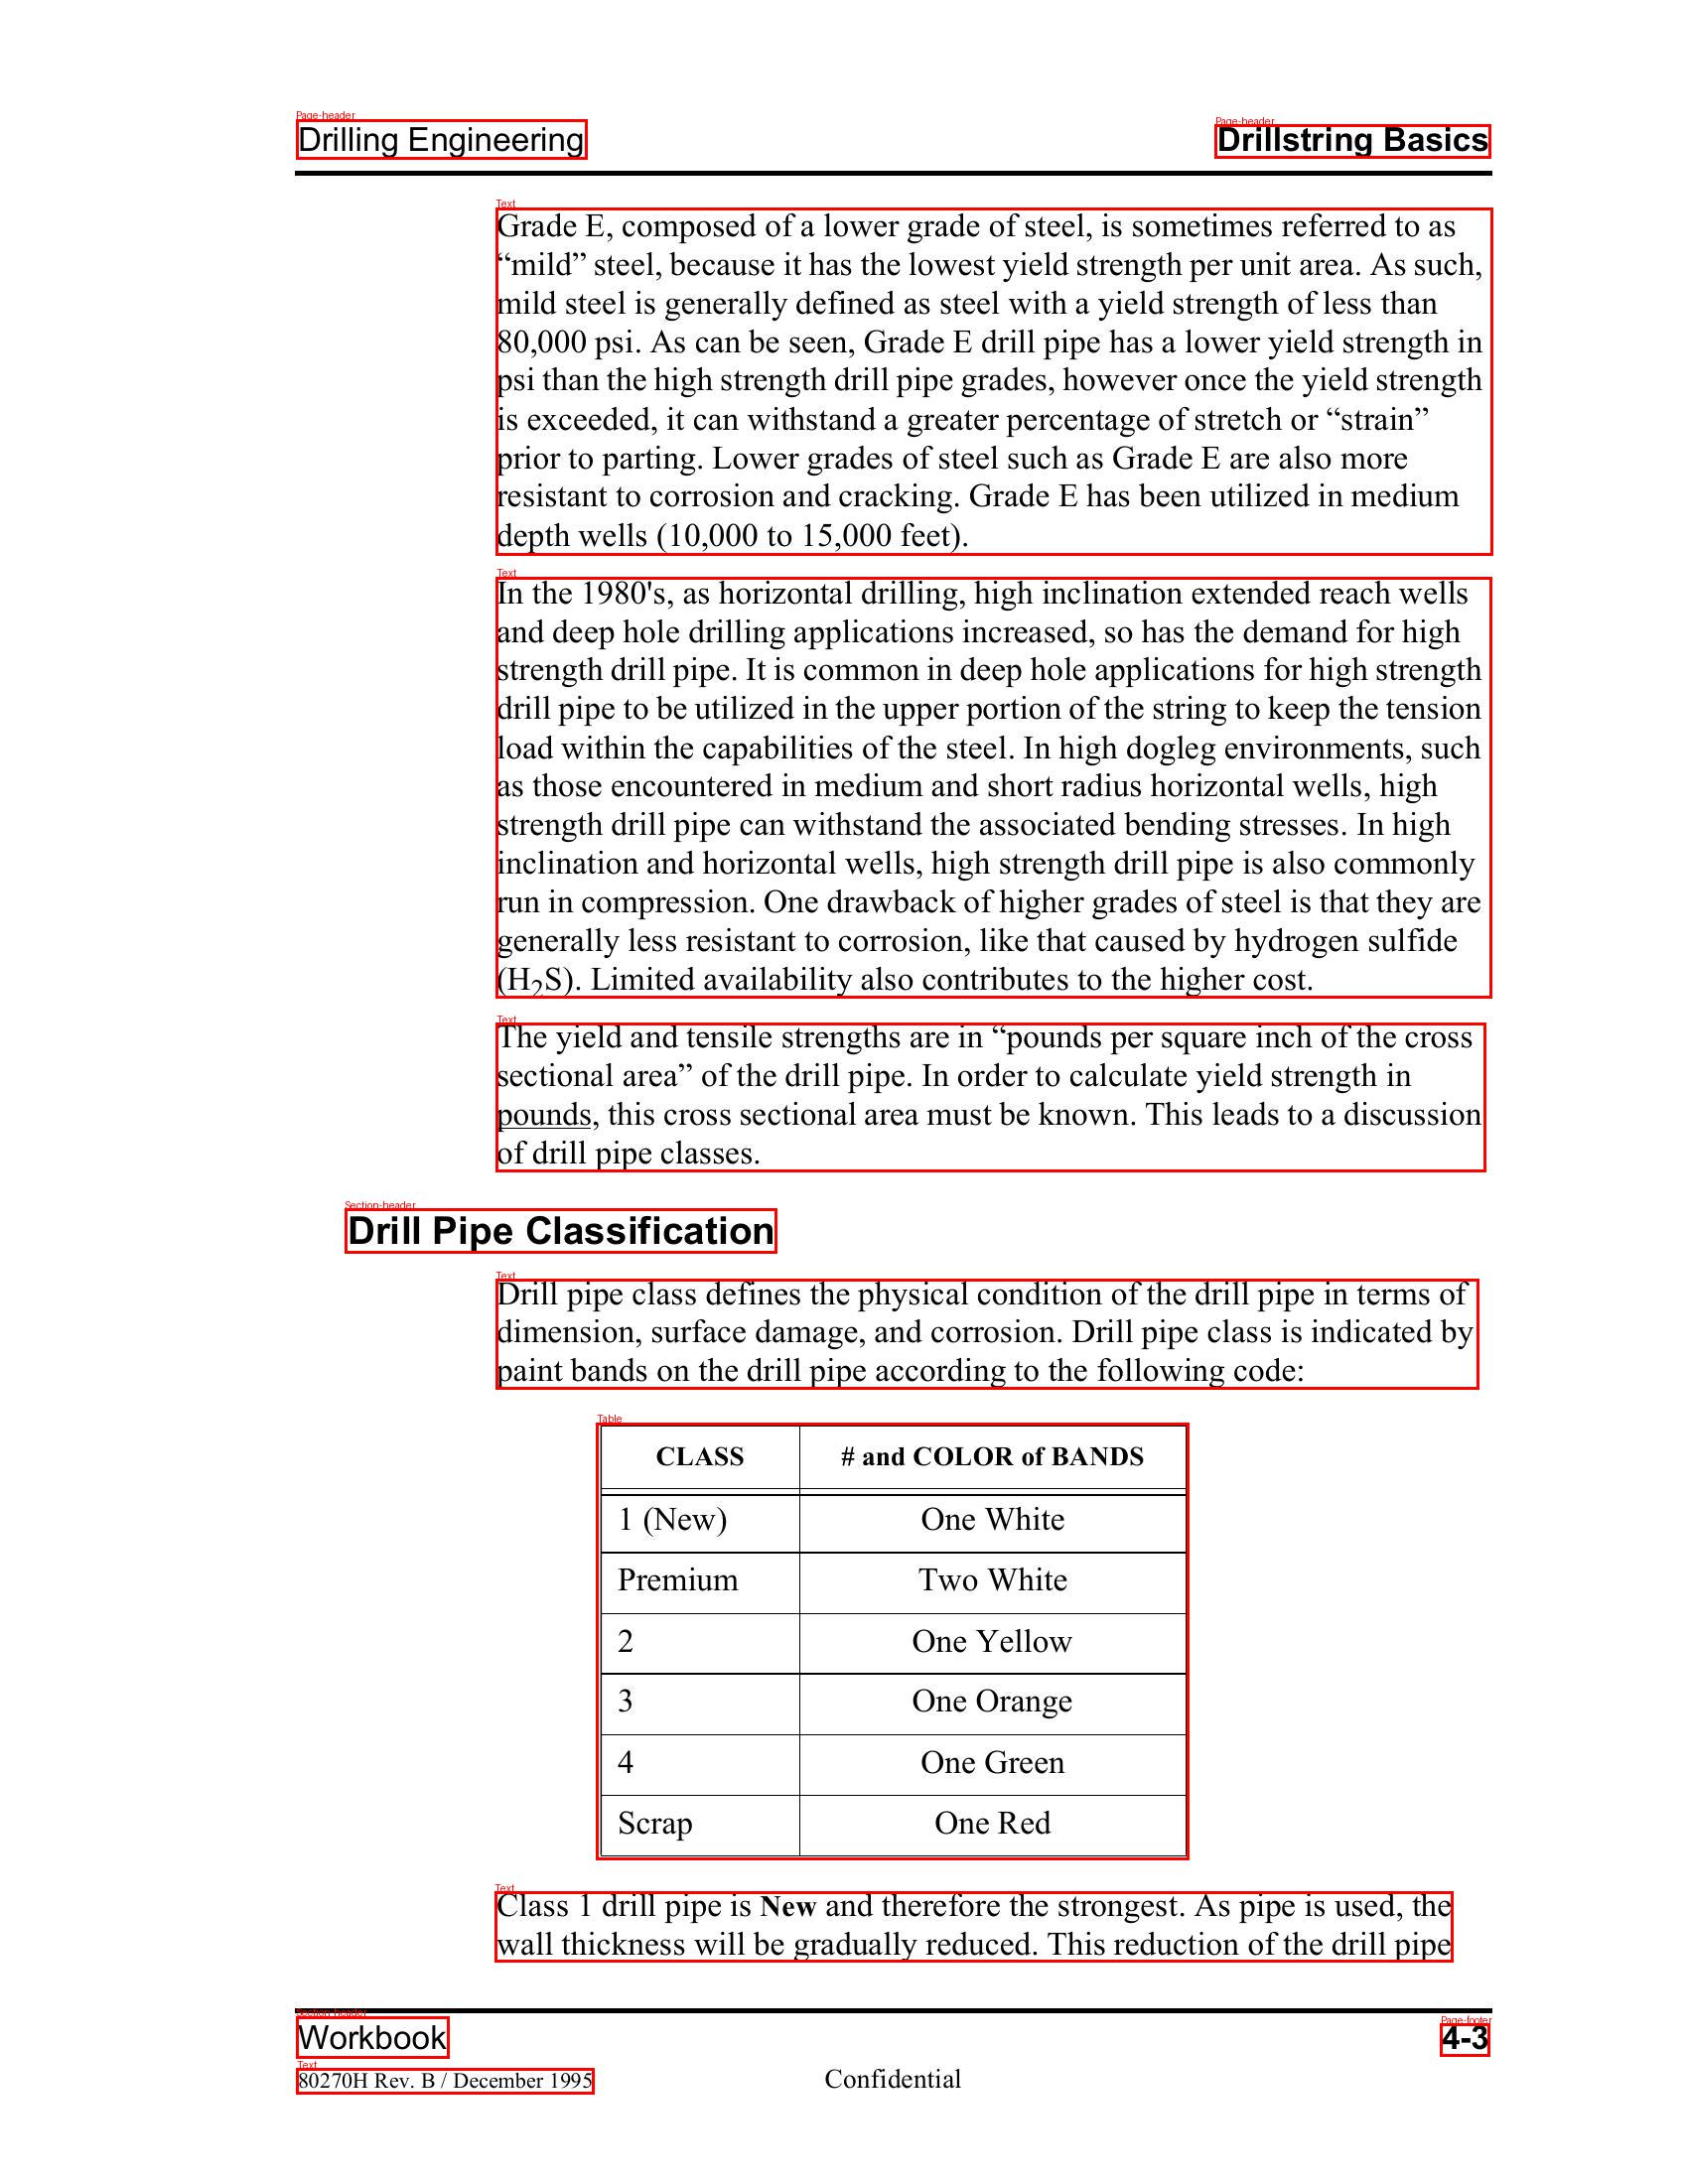 Page-header
Drilling Engineering
Page-header
Drillstring Basics
Text
Grade E, composed of a lower grade of steel, is sometimes referred to as
“mild” steel, because it has the lowest yield strength per unit area. As such,
mild steel is generally defined as steel with a yield strength of less than
80,000 psi. As can be seen, Grade E drill pipe has a lower yield strength in
psi than the high strength drill pipe grades, however once the yield strength
is exceeded, it can withstand a greater percentage of stretch or “strain”
prior to parting. Lower grades of steel such as Grade E are also more
resistant to corrosion and cracking. Grade E has been utilized in medium
depth wells (10,000 to 15,000 feet).
Text
In the 1980's, as horizontal drilling, high inclination extended reach wells
and deep hole drilling applications increased, so has the demand for high
strength drill pipe. It is common in deep hole applications for high strength
drill pipe to be utilized in the upper portion of the string to keep the tension
load within the capabilities of the steel. In high dogleg environments, such
as those encountered in medium and short radius horizontal wells, high
strength drill pipe can withstand the associated bending stresses. In high
inclination and horizontal wells, high strength drill pipe is also commonly
run in compression. One drawback of higher grades of steel is that they are
generally less resistant to corrosion, like that caused by hydrogen sulfide
(H2S). Limited availability also contributes to the higher cost.
Text
The yield and tensile strengths are in “pounds per square inch of the cross
sectional area” of the drill pipe. In order to calculate yield strength in
pounds, this cross sectional area must be known. This leads to a discussion
of drill pipe classes.
Section-header
Drill Pipe Classification
Text
Drill pipe class defines the physical condition of the drill pipe in terms of
dimension, surface damage, and corrosion. Drill pipe class is indicated by
paint bands on the drill pipe according to the following code:
Table
CLASS # and COLOR of BANDS
1 (New) One White
Premium Two White
2 One Yellow
3 One Orange
4 One Green
Scrap One Red
Text
Class 1 drill pipe is New and therefore the strongest. As pipe is used, the
wall thickness will be gradually reduced. This reduction of the drill pipe
Section-header
Workbook
Page-footer
4-3
Text
80270H Rev. B / December 1995
Confidential